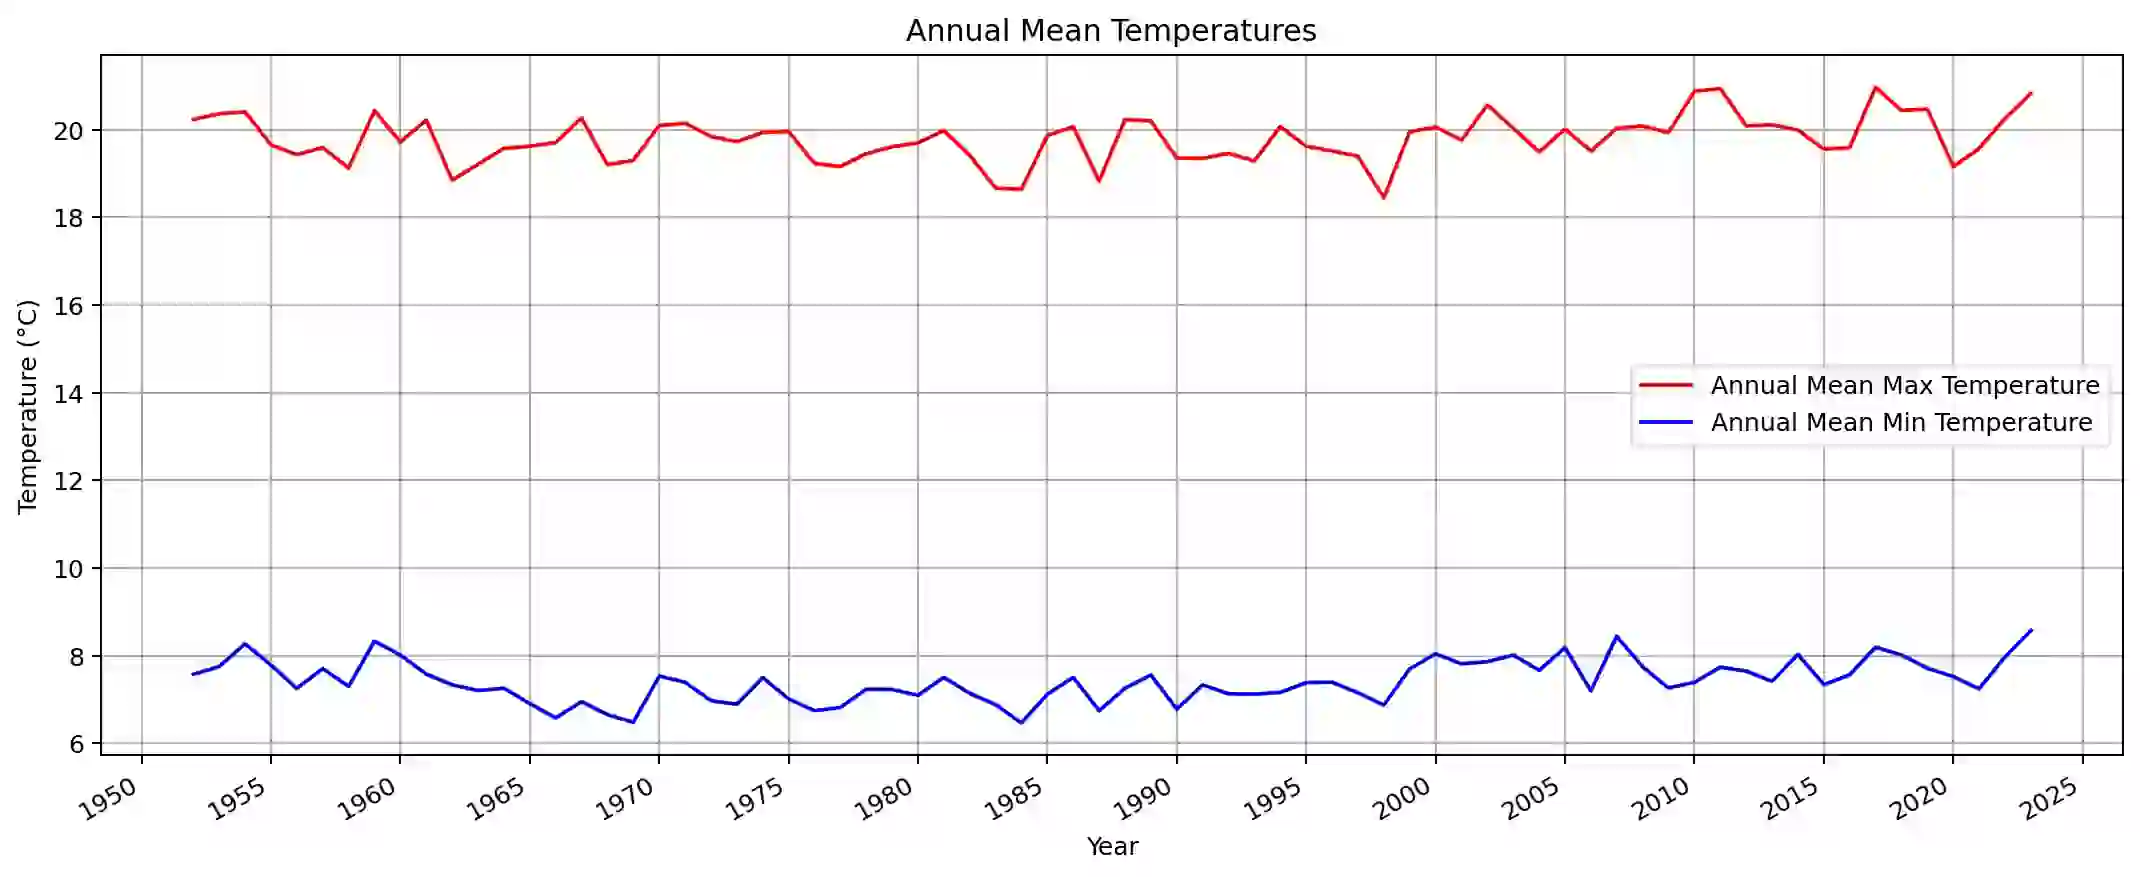 Annual Mean Temperatures
Temperature (°C)
20
18
16
14
12
10
8
6
Annual Mean Max Temperature
Annual Mean Min Temperature
1950 1955 1960 1965 1970 1975 1980 1985 1990 1995 2000 2005 2010 2015 2020 2025
Year